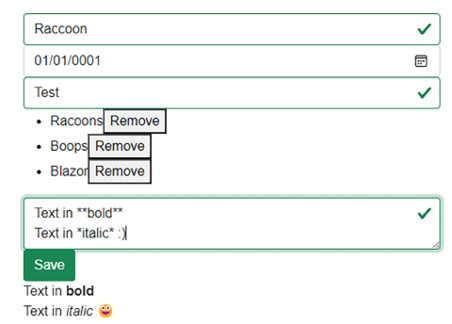 Raccoon
01/01/0001
Test
Racoons Remove
Boops Remove
Blazor Remove
Text in **bold**
Text in *italic* :)
Save
Text in bold
Text in italic 😛